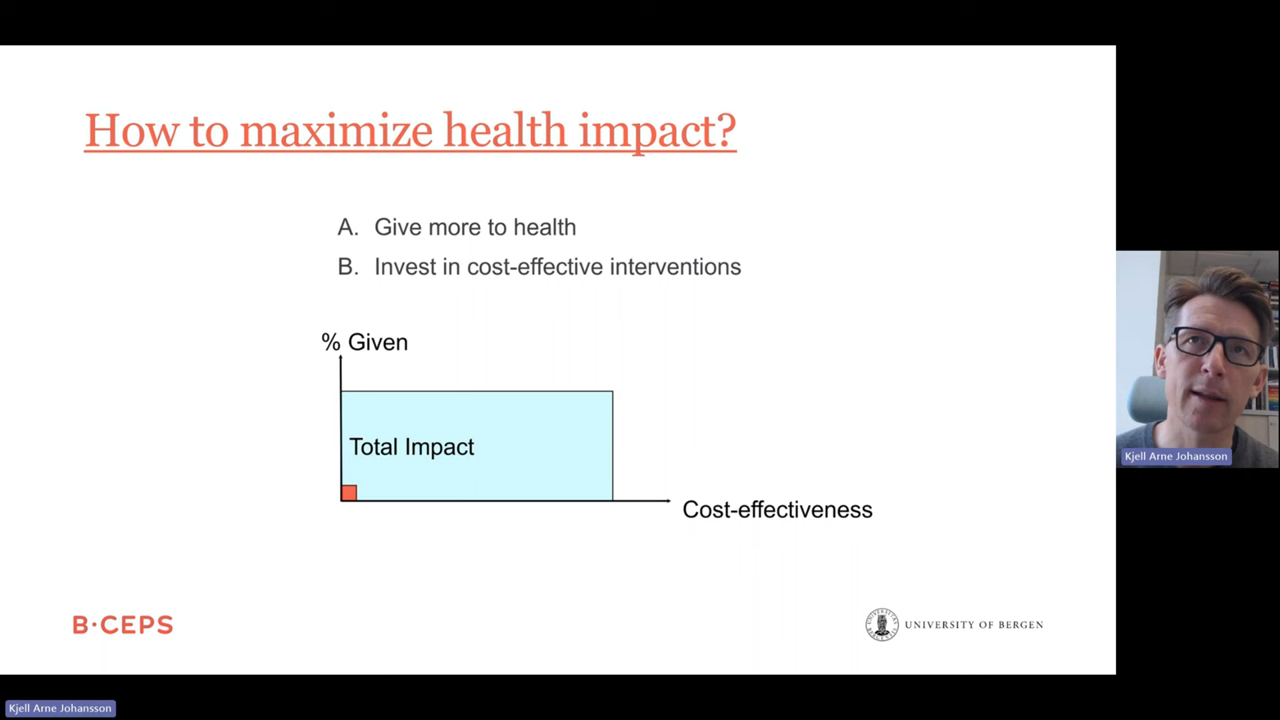 How to maximize health impact?
A. Give more to health
B. Invest in cost-effective interventions
% Given
Total Impact
Cost-effectiveness
Kjell Arne Johansson
B·CEPS
UNIVERSITY OF BERGEN
Kjell Arne Johansson